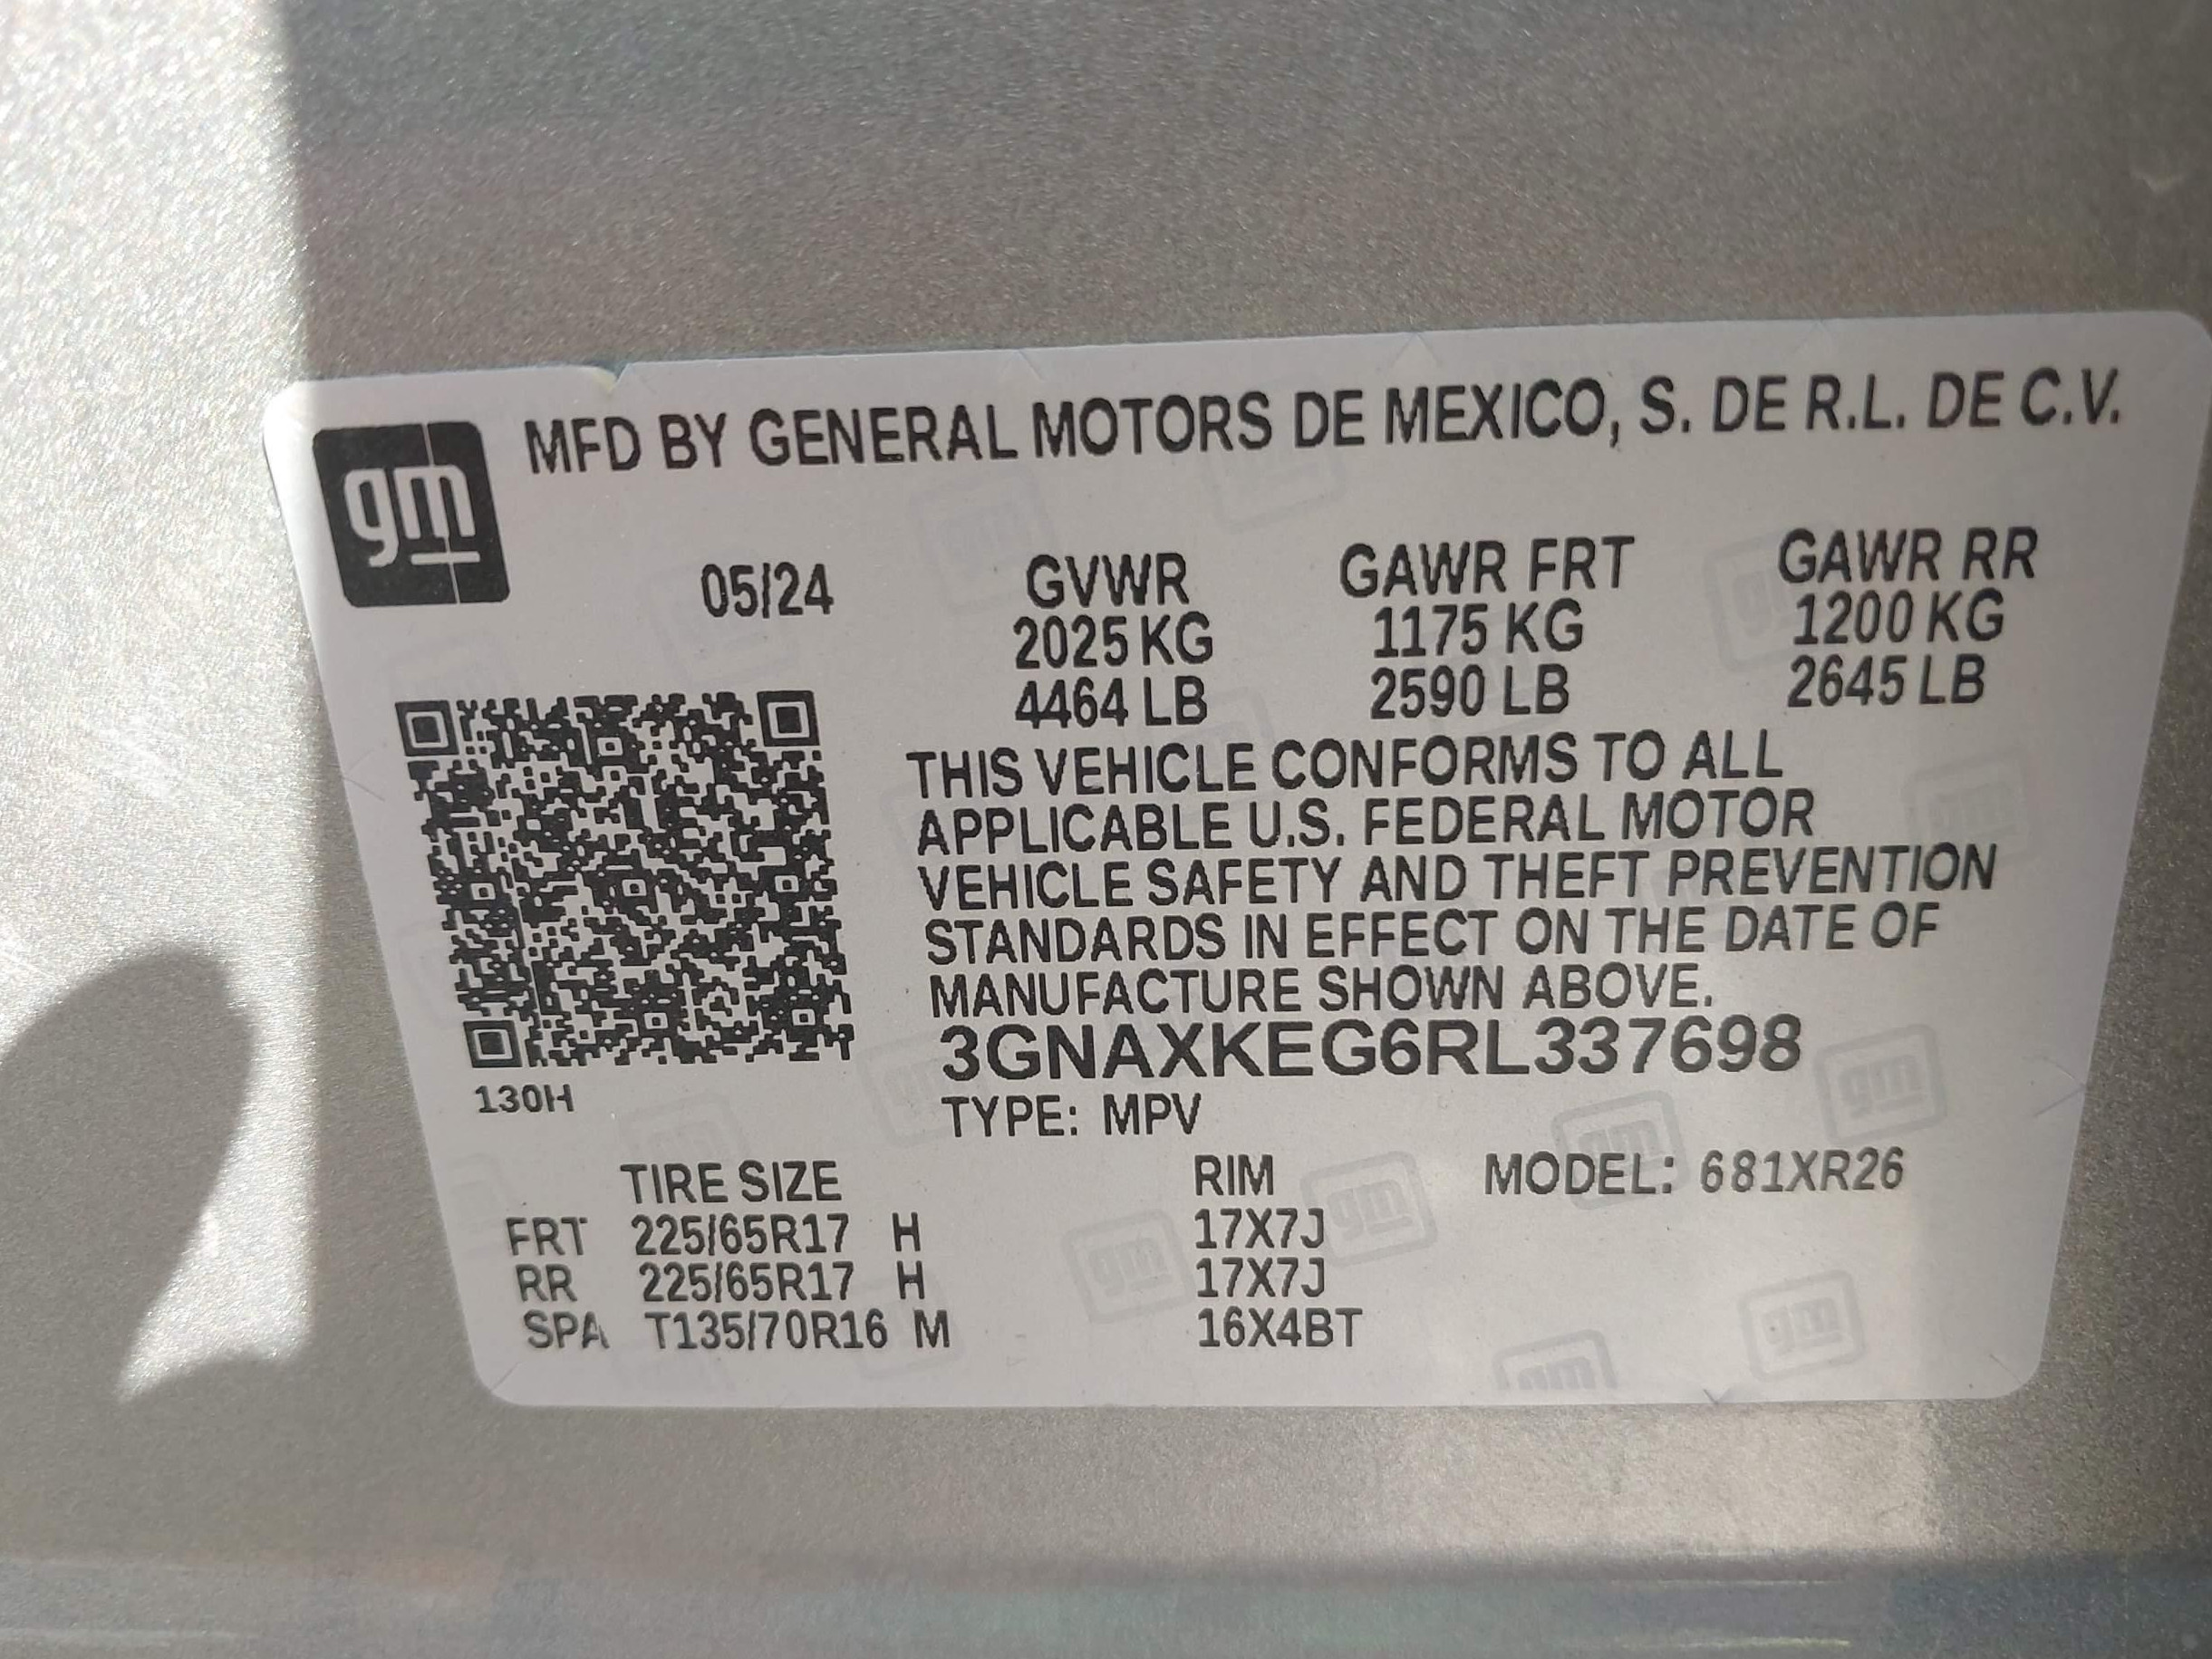 gm
MFD BY GENERAL MOTORS DE MEXICO, S. DE R.L. DE C.V.
05/24 GVWR GAWR FRT GAWR RR
2025 KG 1175 KG 1200 KG
4464 LB 2590 LB 2645 LB
THIS VEHICLE CONFORMS TO ALL
APPLICABLE U.S. FEDERAL MOTOR
VEHICLE SAFETY AND THEFT PREVENTION
STANDARDS IN EFFECT ON THE DATE OF
MANUFACTURE SHOWN ABOVE.
3GNAXKEG6RL337698
130H
TYPE: MPV
TIRE SIZE RIM MODEL: 681XR26
FRT 225/65R17 H 17X7J
RR 225/65R17 H 17X7J
SPA T135/70R16 M 16X4BT